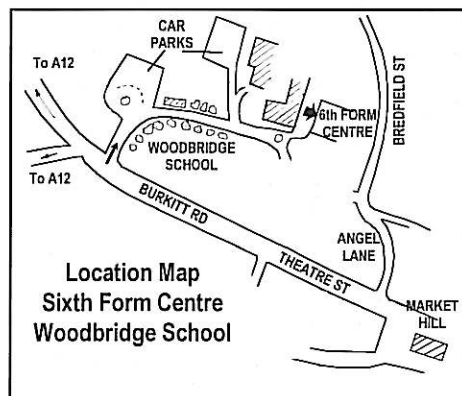 CAR
PARKS
To A12
BREDFIELD ST
6th FORM
CENTRE
WOODBRIDGE
SCHOOL
To A12
BURKITT RD
ANGEL
LANE
THEATRE ST
Location Map
Sixth Form Centre
Woodbridge School
MARKET
HILL